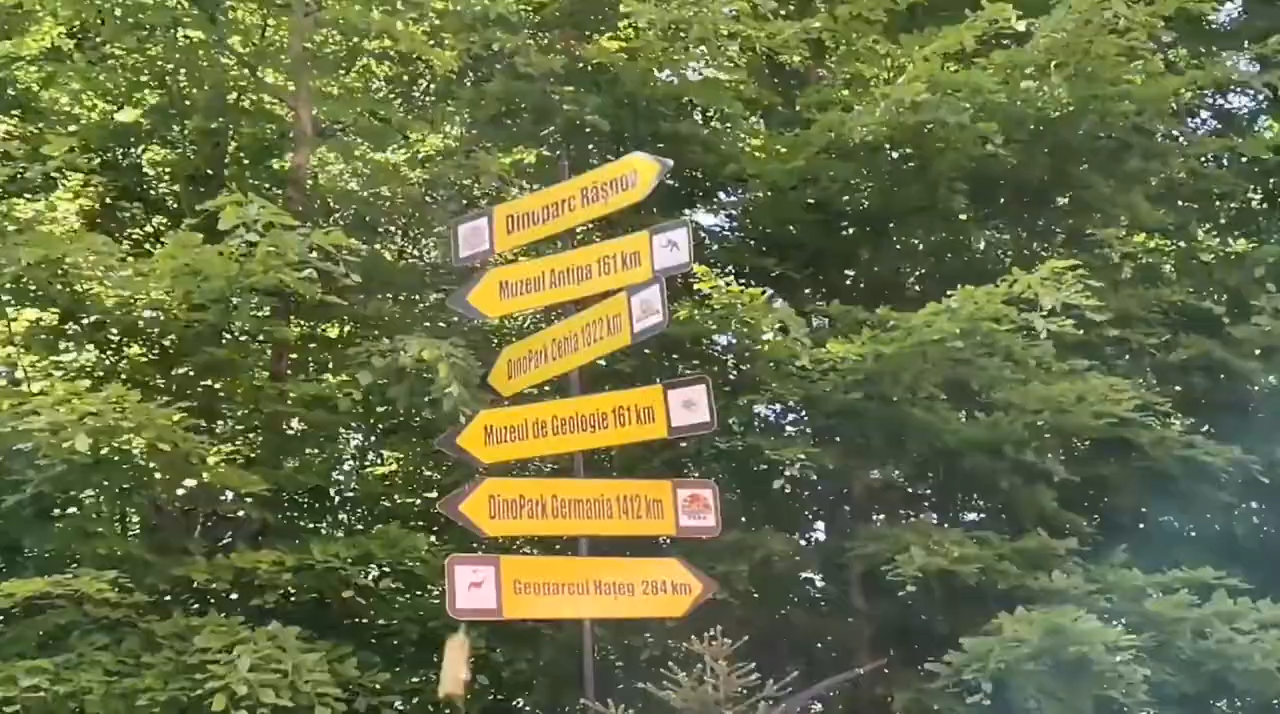 Dinoparc Râșnov
Muzeul Antipa 161 km
DinoPark Cehia 1322 km
Muzeul de Geologie 161 km
DinoPark Germania 1412 km
Geoparcul Hațeg 284 km